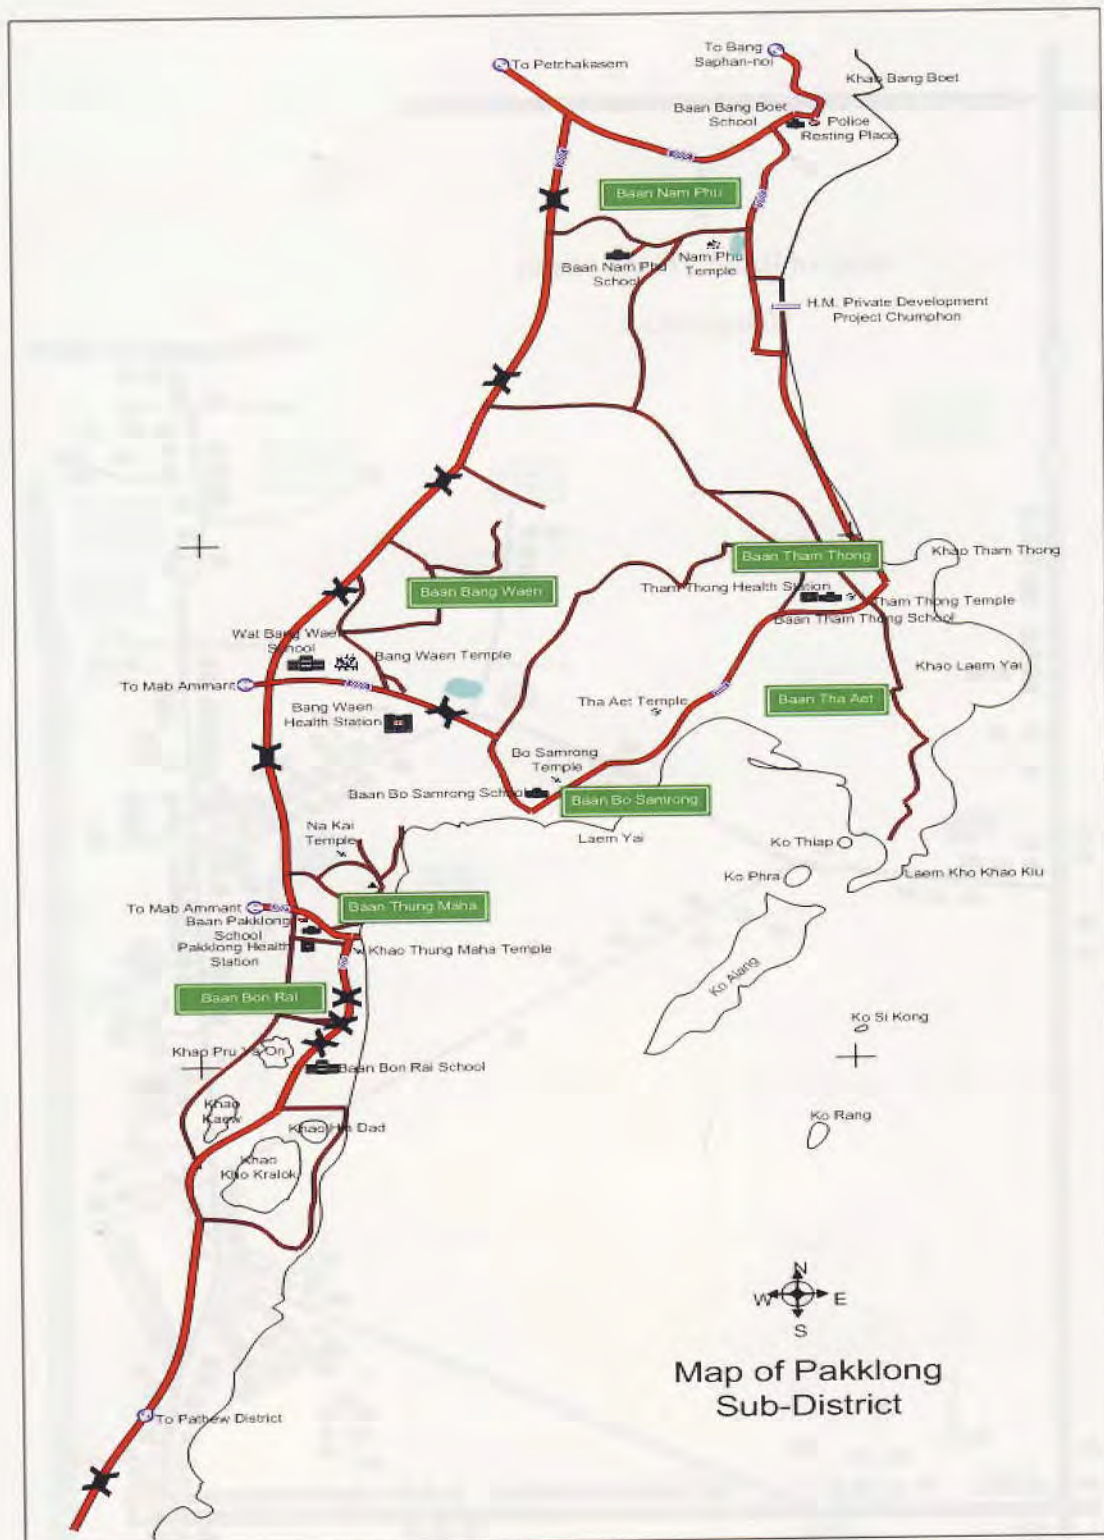 To Bang
Saphan-noi
To Petchakasem
Khao Bang Boet
Baan Bang Boet
School
Police
Resting Place
Baan Nam Phu
Baan Nam Phu
School
Nam Phu
Temple
H.M. Private Development
Project Chumphon
Baan Tham Thong
Khao Tham Thong
Tham Thong Health Station
Tham Thong Temple
Baan Tham Thong School
Baan Bang Waen
Wat Bang Waen
School
Bang Waen Temple
Khao Laem Yai
To Mab Ammarit
Bang Waen
Health Station
Tha Aet Temple
Baan Tha Aet
Bo Samrong
Temple
Baan Bo Samrong School
Baan Bo Samrong
Na Kai
Temple
Laem Yai
Ko Thiap
Ko Phra
Laem Kho Khao Kiu
Baan Thung Maha
To Mab Ammarit
Baan Pakklong
School
Pakklong Health
Station
Khao Thung Maha Temple
Ko Alang
Baan Bon Rai
Ko Si Kong
Khao Pru Ya On
Baan Bon Rai School
Khao
Kaew
Khao Hin Dad
Ko Rang
Khao
Kho Kralok
N
W
E
S
Map of Pakklong
Sub-District
To Pathew District